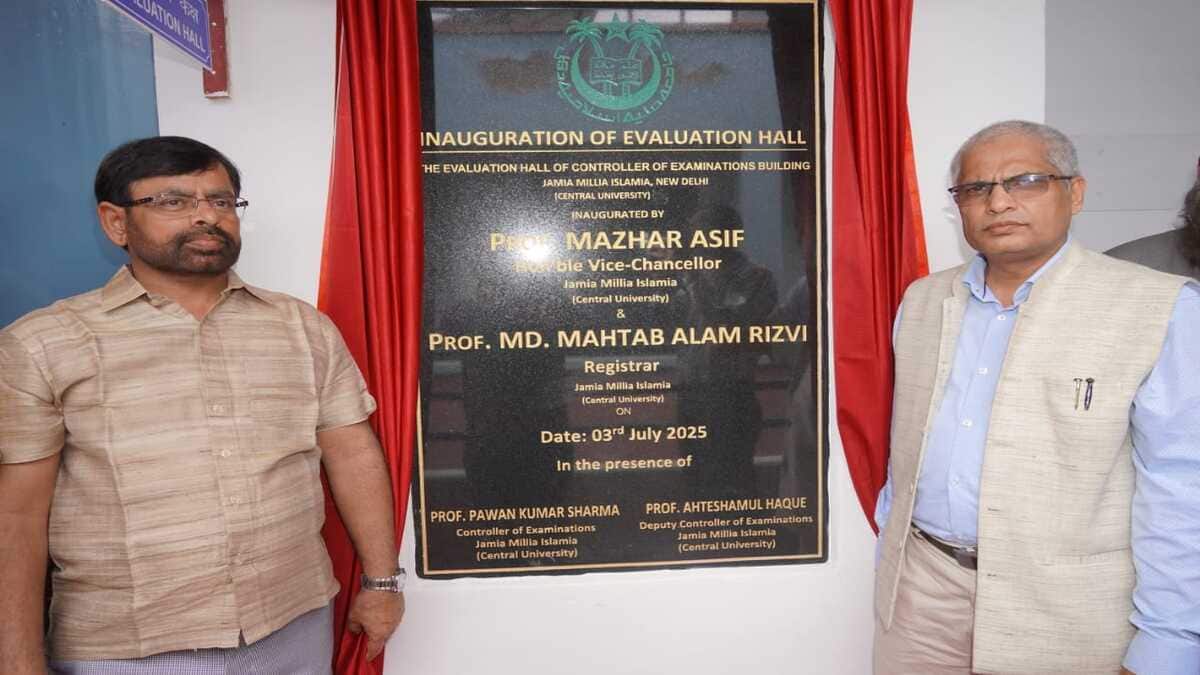 LUATION HALL
INAUGURATION OF EVALUATION HALL
THE EVALUATION HALL OF CONTROLLER OF EXAMINATIONS BUILDING
JAMIA MILLIA ISLAMIA, NEW DELHI
(CENTRAL UNIVERSITY)
INAUGURATED BY
PROF. MAZHAR ASIF
Hon'ble Vice-Chancellor
Jamia Millia Islamia
(Central University)
&
PROF. MD. MAHTAB ALAM RIZVI
Registrar
Jamia Millia Islamia
(Central University)
ON
Date: 03rd July 2025
In the presence of
PROF. PAWAN KUMAR SHARMA
Controller of Examinations
Jamia Millia Islamia
(Central University)
PROF. AHTESHAMUL HAQUE
Deputy Controller of Examinations
Jamia Millia Islamia
(Central University)